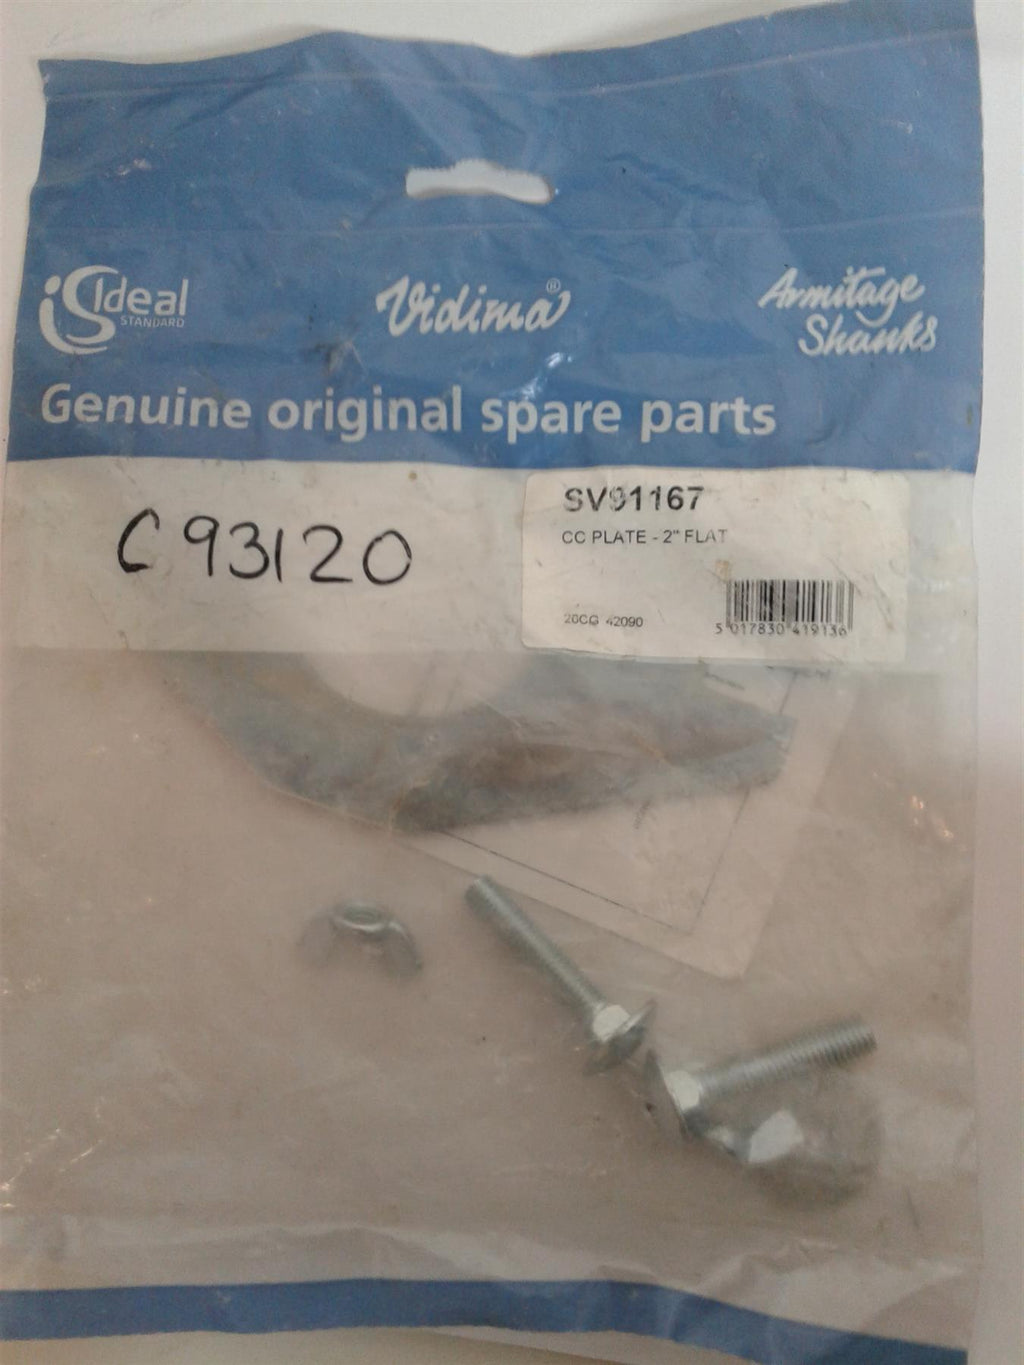 Ideal
STANDARD
Vidima®
Armitage
Shanks
Genuine original spare parts
C93120
SV91167
CC PLATE - 2" FLAT
20CG 42090
5 017830 419136